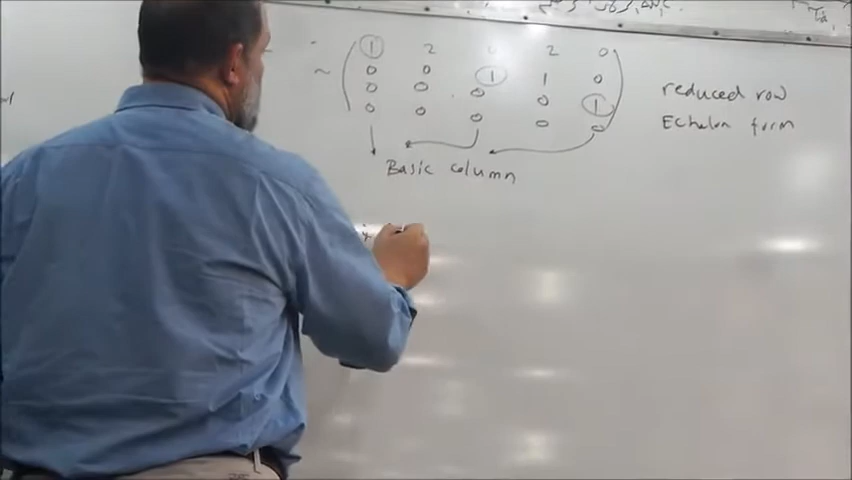 ~ ( 1 2 0 2 0
0 0 1 1 0
0 0 0 0 1
0 0 0 0 0 )
reduced row
Echelon form
Basic column